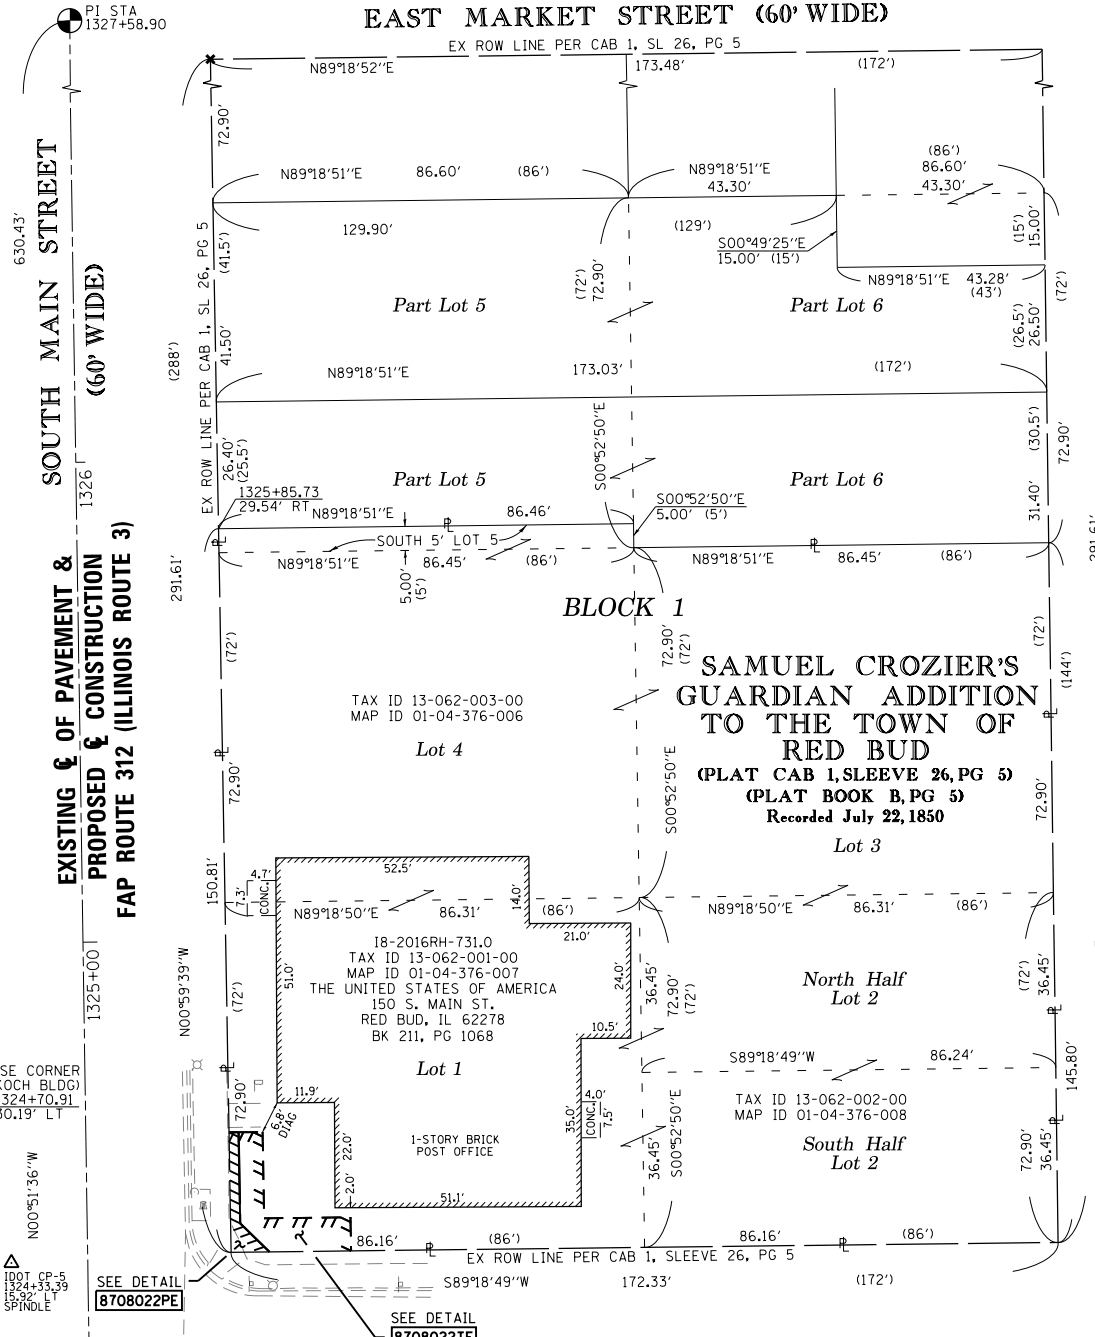 PI STA
1327+58.90
EAST MARKET STREET (60' WIDE)
EX ROW LINE PER CAB 1, SL 26, PG 5
N89°18'52"E
173.48'
(172')
72.90'
N89°18'51"E
86.60'
(86')
N89°18'51"E
43.30'
(86')
86.60'
43.30'
630.43'
SOUTH MAIN STREET
(60' WIDE)
EX ROW LINE PER CAB 1, SL 26, PG 5
(41.5')
41.50'
129.90'
(72')
72.90'
(129')
S00°49'25"E
15.00' (15')
(15')
15.00'
N89°18'51"E
43.28'
(43')
(72')
(26.5')
26.50'
Part Lot 5
Part Lot 6
(288')
N89°18'51"E
173.03'
(172')
26.40'
(25.5')
S00°52'50"E
(30.5')
31.40'
72.90'
Part Lot 5
Part Lot 6
1326
1325+85.73
29.54' RT
N89°18'51"E
86.46'
S00°52'50"E
5.00' (5')
SOUTH 5' LOT 5
N89°18'51"E
86.45'
(86')
N89°18'51"E
86.45'
(86')
5.00'
(5')
291.61'
291.61'
BLOCK 1
EXISTING ℄ OF PAVEMENT &
PROPOSED ℄ CONSTRUCTION
FAP ROUTE 312 (ILLINOIS ROUTE 3)
(72')
72.90'
72.90'
(72')
(72')
(144')
SAMUEL CROZIER'S
GUARDIAN ADDITION
TO THE TOWN OF
RED BUD
(PLAT CAB 1, SLEEVE 26, PG 5)
(PLAT BOOK B, PG 5)
Recorded July 22, 1850
TAX ID 13-062-003-00
MAP ID 01-04-376-006
Lot 4
S00°52'50"E
72.90'
Lot 3
150.81'
4.7'
7.3'
CONC.
52.5'
14.0'
N89°18'50"E
86.31'
(86')
N89°18'50"E
86.31'
(86')
21.0'
I8-2016RH-731.0
TAX ID 13-062-001-00
MAP ID 01-04-376-007
THE UNITED STATES OF AMERICA
150 S. MAIN ST.
RED BUD, IL 62278
BK 211, PG 1068
Lot 1
51.0'
24.0'
10.5'
36.45'
72.90'
(72')
North Half
Lot 2
(72')
36.45'
1325+00
N00°59'39"W
(72')
72.90'
S89°18'49"W
86.24'
145.80'
SE CORNER
KOCH BLDG)
1324+70.91
30.19' LT
11.9'
6.8'
DIAG
22.0'
2.0'
35.0'
4.0'
CONC.
7.5'
TAX ID 13-062-002-00
MAP ID 01-04-376-008
South Half
Lot 2
1-STORY BRICK
POST OFFICE
51.1'
36.45'
S00°52'50"E
72.90'
36.45'
N00°51'36"W
86.16'
(86')
86.16'
(86')
EX ROW LINE PER CAB 1, SLEEVE 26, PG 5
S89°18'49"W
172.33'
(172')
IDOT CP-5
1324+33.39
15.92' LT
SPINDLE
SEE DETAIL
8708022PE
SEE DETAIL
8708022TE